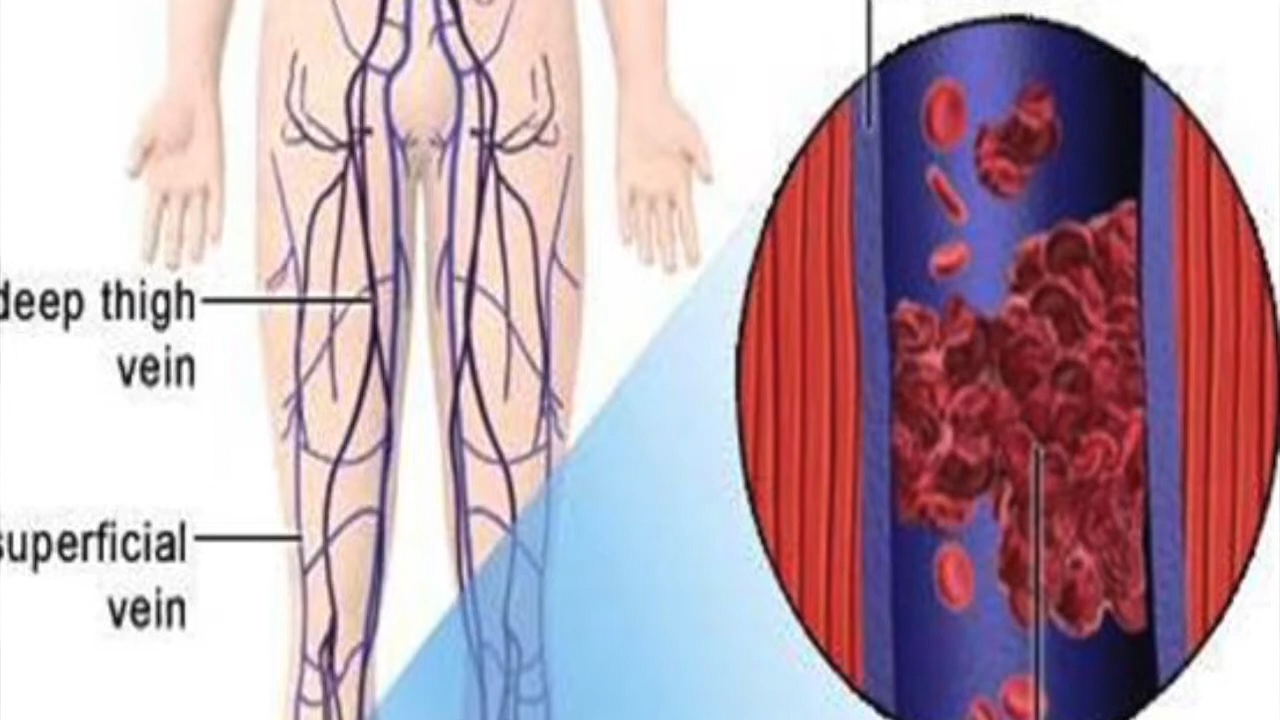 deep thigh
vein
superficial
vein